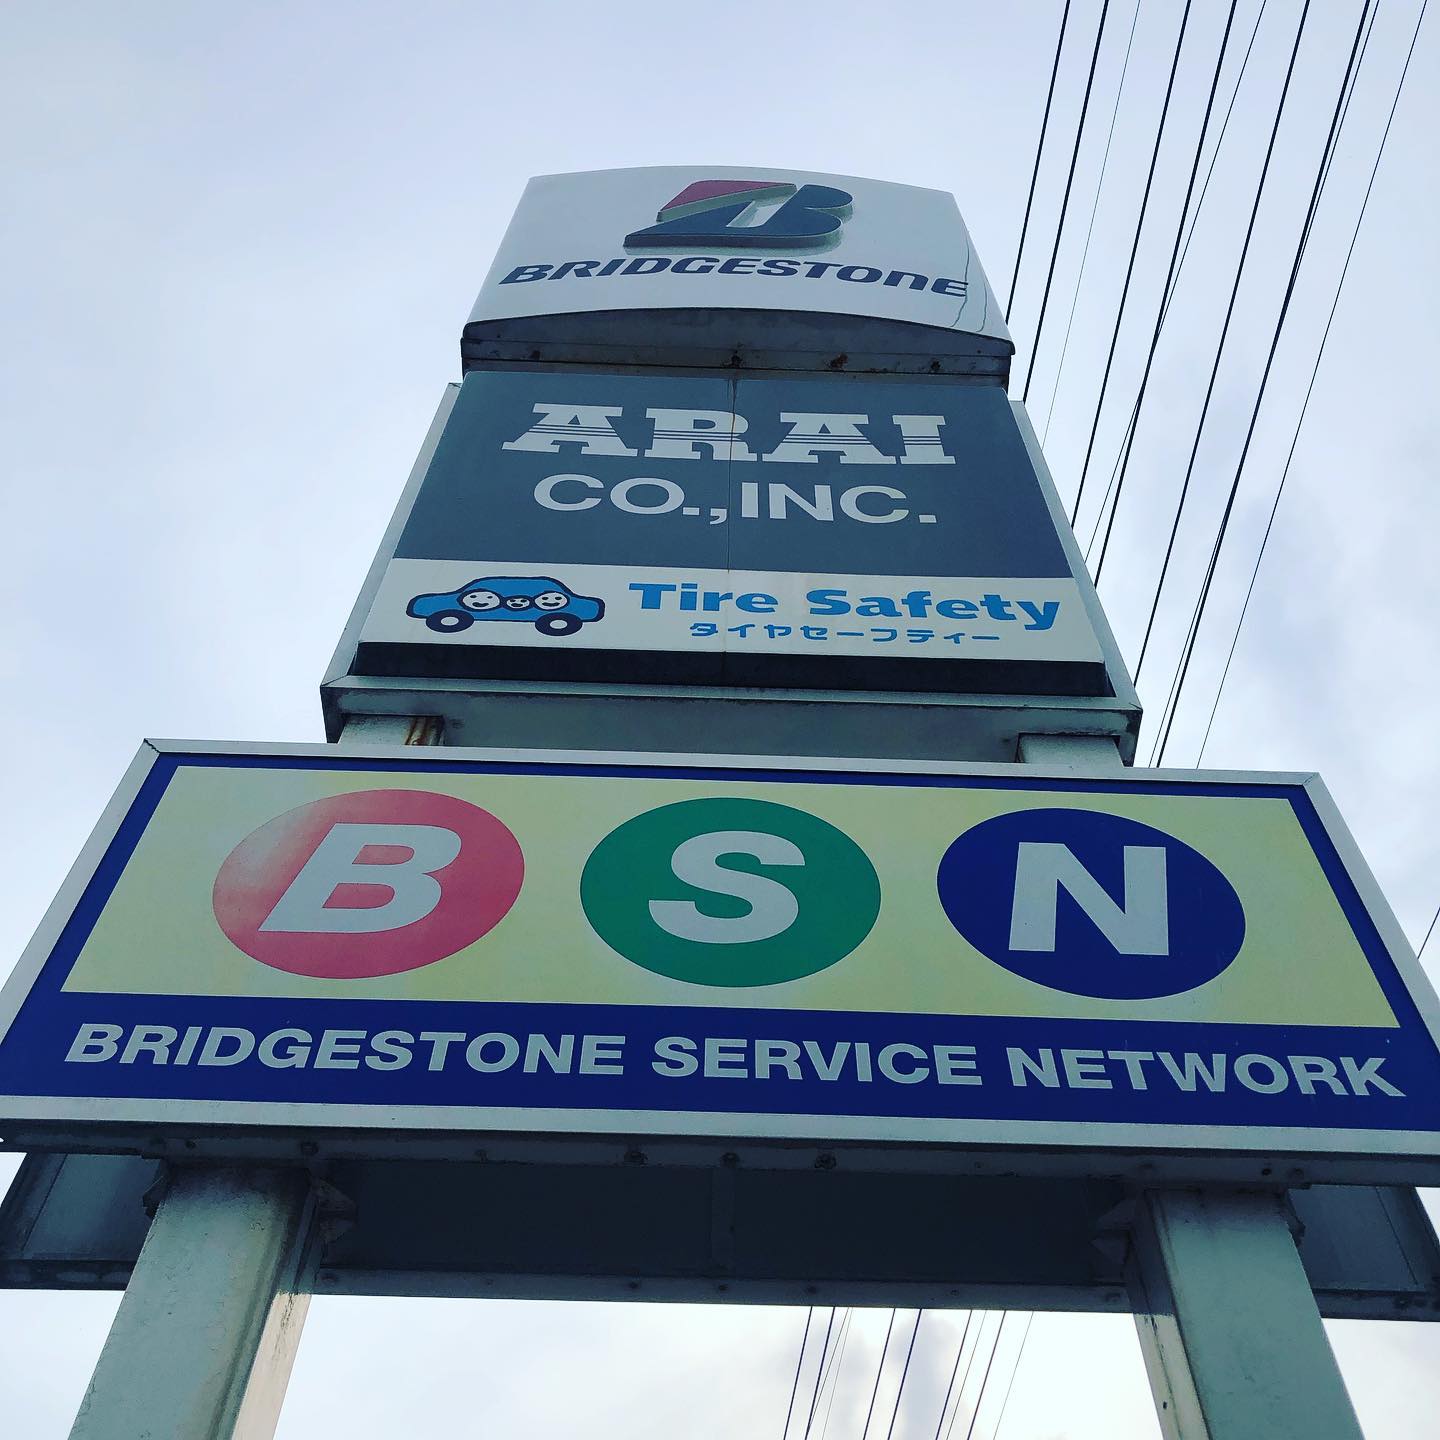 BRIDGESTONE
ARAI
CO.,INC.
Tire Safety
タイヤセーフティー
B S N
BRIDGESTONE SERVICE NETWORK